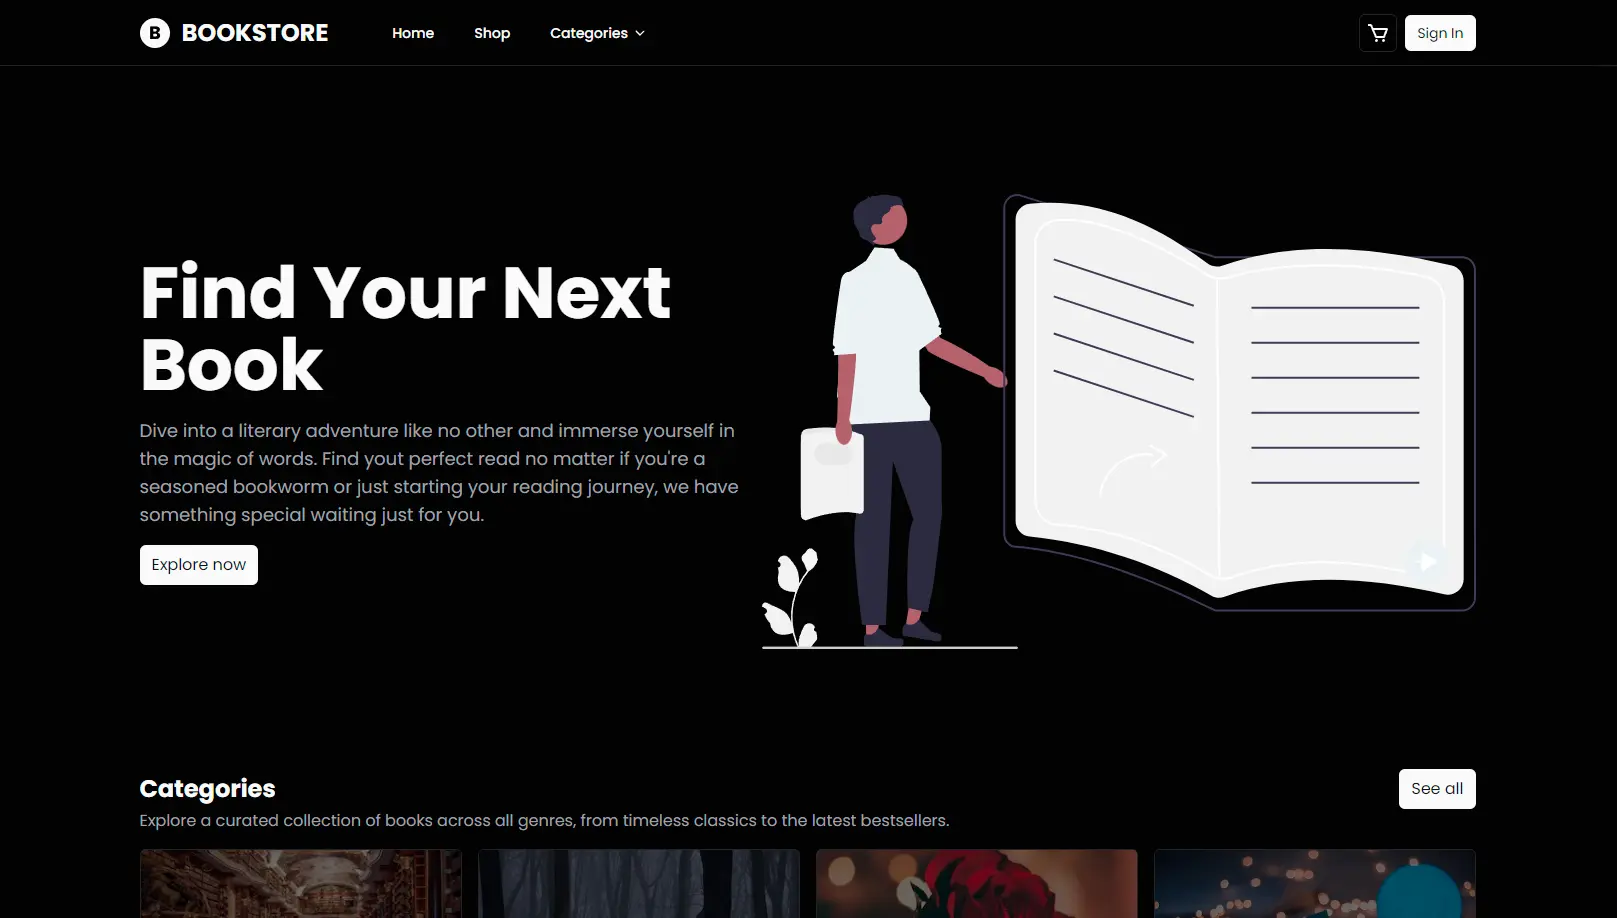 B BOOKSTORE
Home
Shop
Categories
Sign In
Find Your Next
Book
Dive into a literary adventure like no other and immerse yourself in
the magic of words. Find yout perfect read no matter if you're a
seasoned bookworm or just starting your reading journey, we have
something special waiting just for you.
Explore now
Categories
See all
Explore a curated collection of books across all genres, from timeless classics to the latest bestsellers.